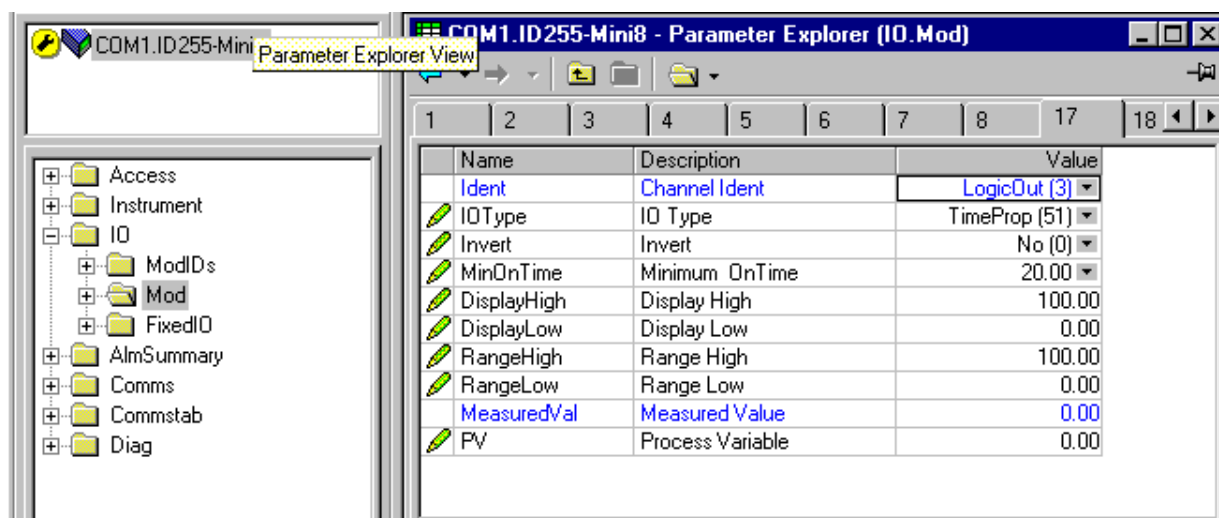 COM1.ID255-Mini
Parameter Explorer View
Access
Instrument
IO
ModIDs
Mod
FixedIO
AlmSummary
Comms
Commstab
Diag
COM1.ID255-Mini8 - Parameter Explorer (IO.Mod)
1 2 3 4 5 6 7 8 17 18
Name Description Value
Ident Channel Ident LogicOut (3)
IOType IO Type TimeProp (51)
Invert Invert No (0)
MinOnTime Minimum OnTime 20.00
DisplayHigh Display High 100.00
DisplayLow Display Low 0.00
RangeHigh Range High 100.00
RangeLow Range Low 0.00
MeasuredVal Measured Value 0.00
PV Process Variable 0.00